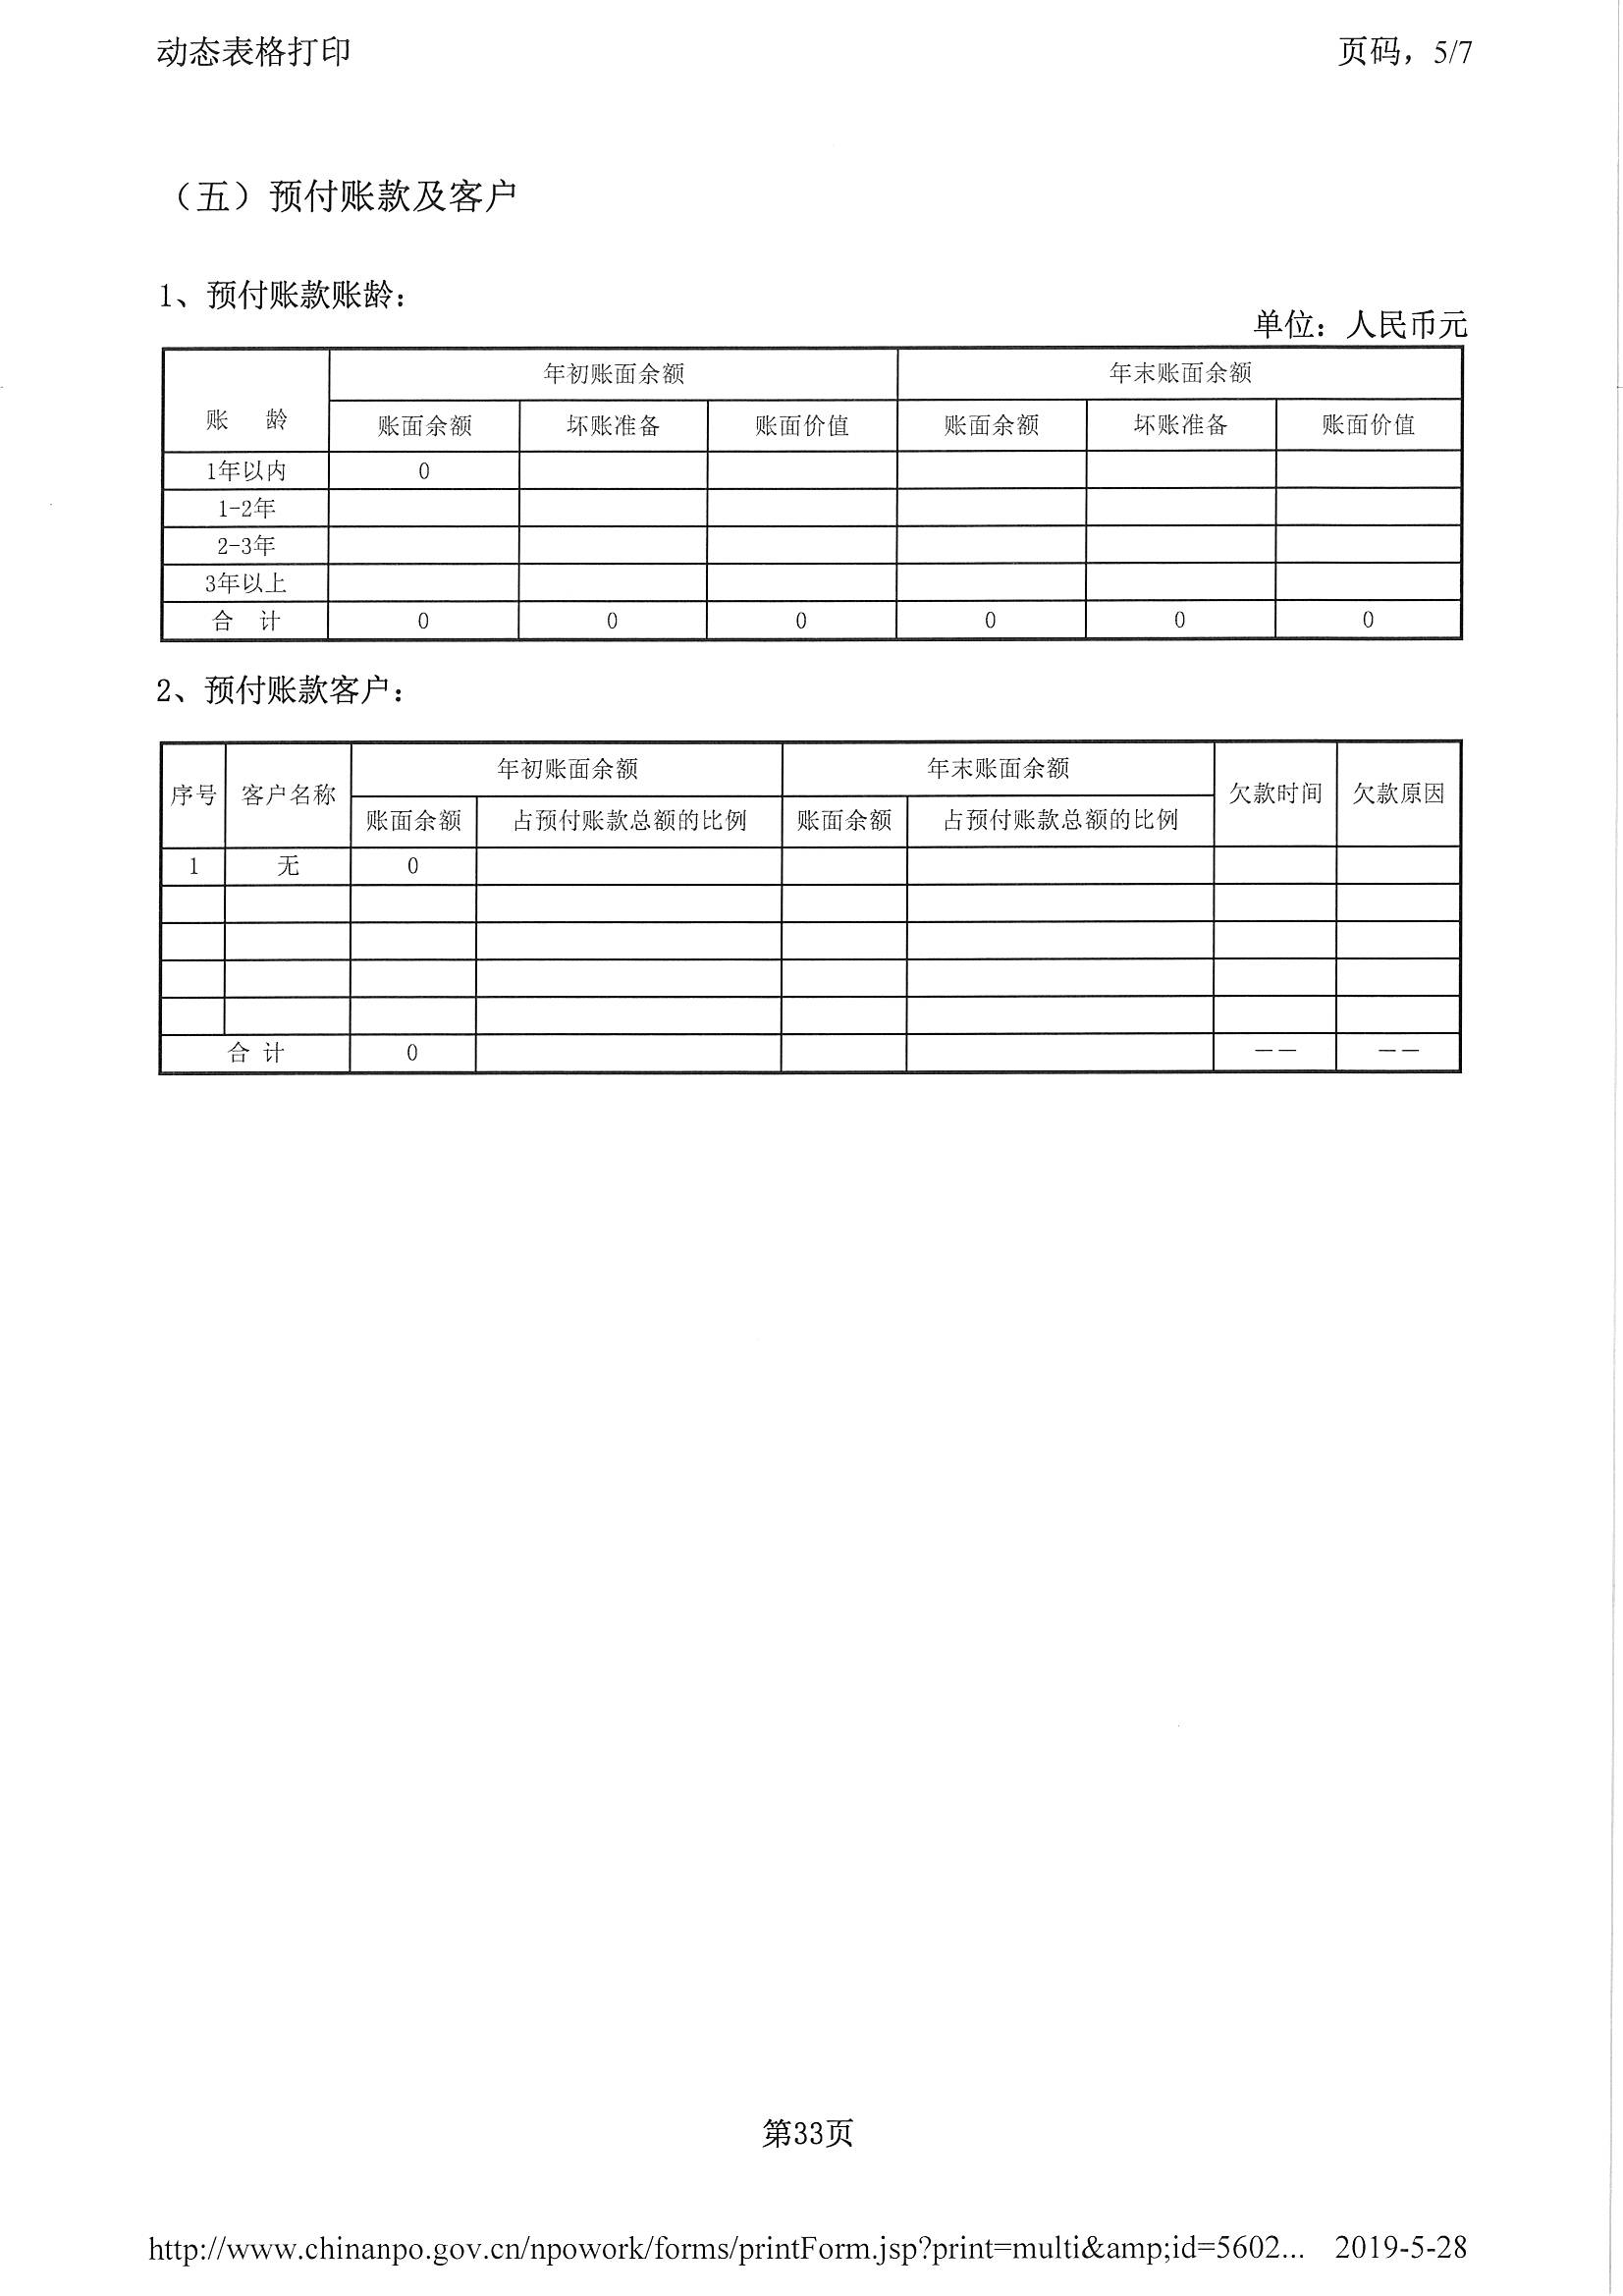 动态表格打印 页码，5/7
（五）预付账款及客户
1、预付账款账龄：
单位：人民币元
账 龄 年初账面余额 年末账面余额
账面余额 坏账准备 账面价值 账面余额 坏账准备 账面价值
1年以内 0
1-2年
2-3年
3年以上
合 计 0 0 0 0 0 0
2、预付账款客户：
序号 客户名称 年初账面余额 年末账面余额 欠款时间 欠款原因
账面余额 占预付账款总额的比例 账面余额 占预付账款总额的比例
1 无 0
合 计 0 —— ——
第33页
http://www.chinanpo.gov.cn/npowork/forms/printForm.jsp?print=multi&amp;id=5602... 2019-5-28